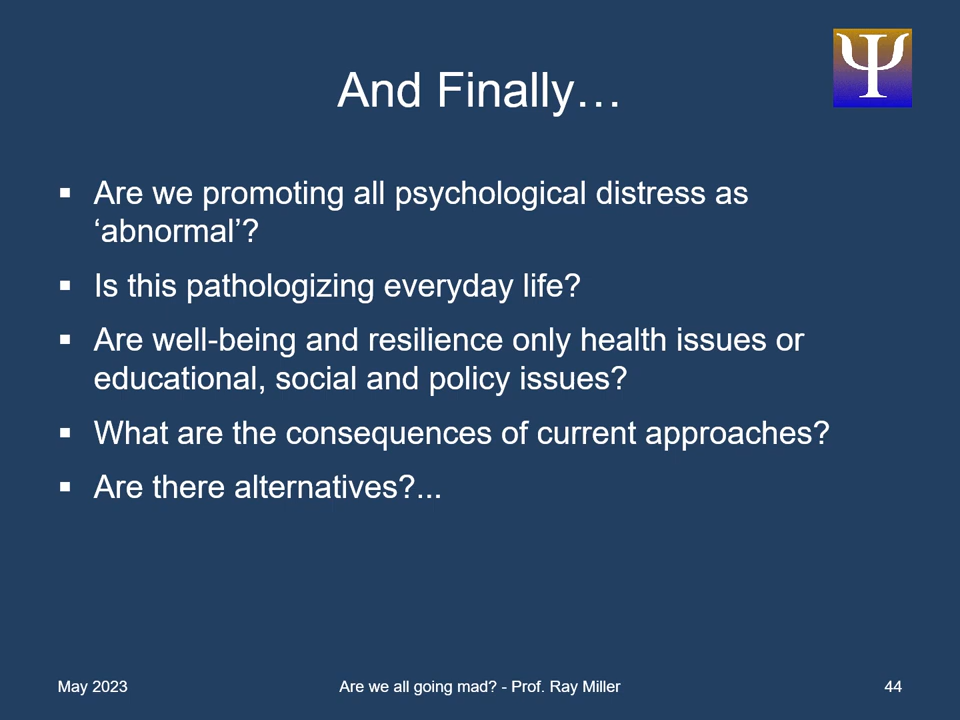 And Finally…
▪ Are we promoting all psychological distress as
‘abnormal’?
▪ Is this pathologizing everyday life?
▪ Are well-being and resilience only health issues or
educational, social and policy issues?
▪ What are the consequences of current approaches?
▪ Are there alternatives?...
May 2023
Are we all going mad? - Prof. Ray Miller
44
Ψ